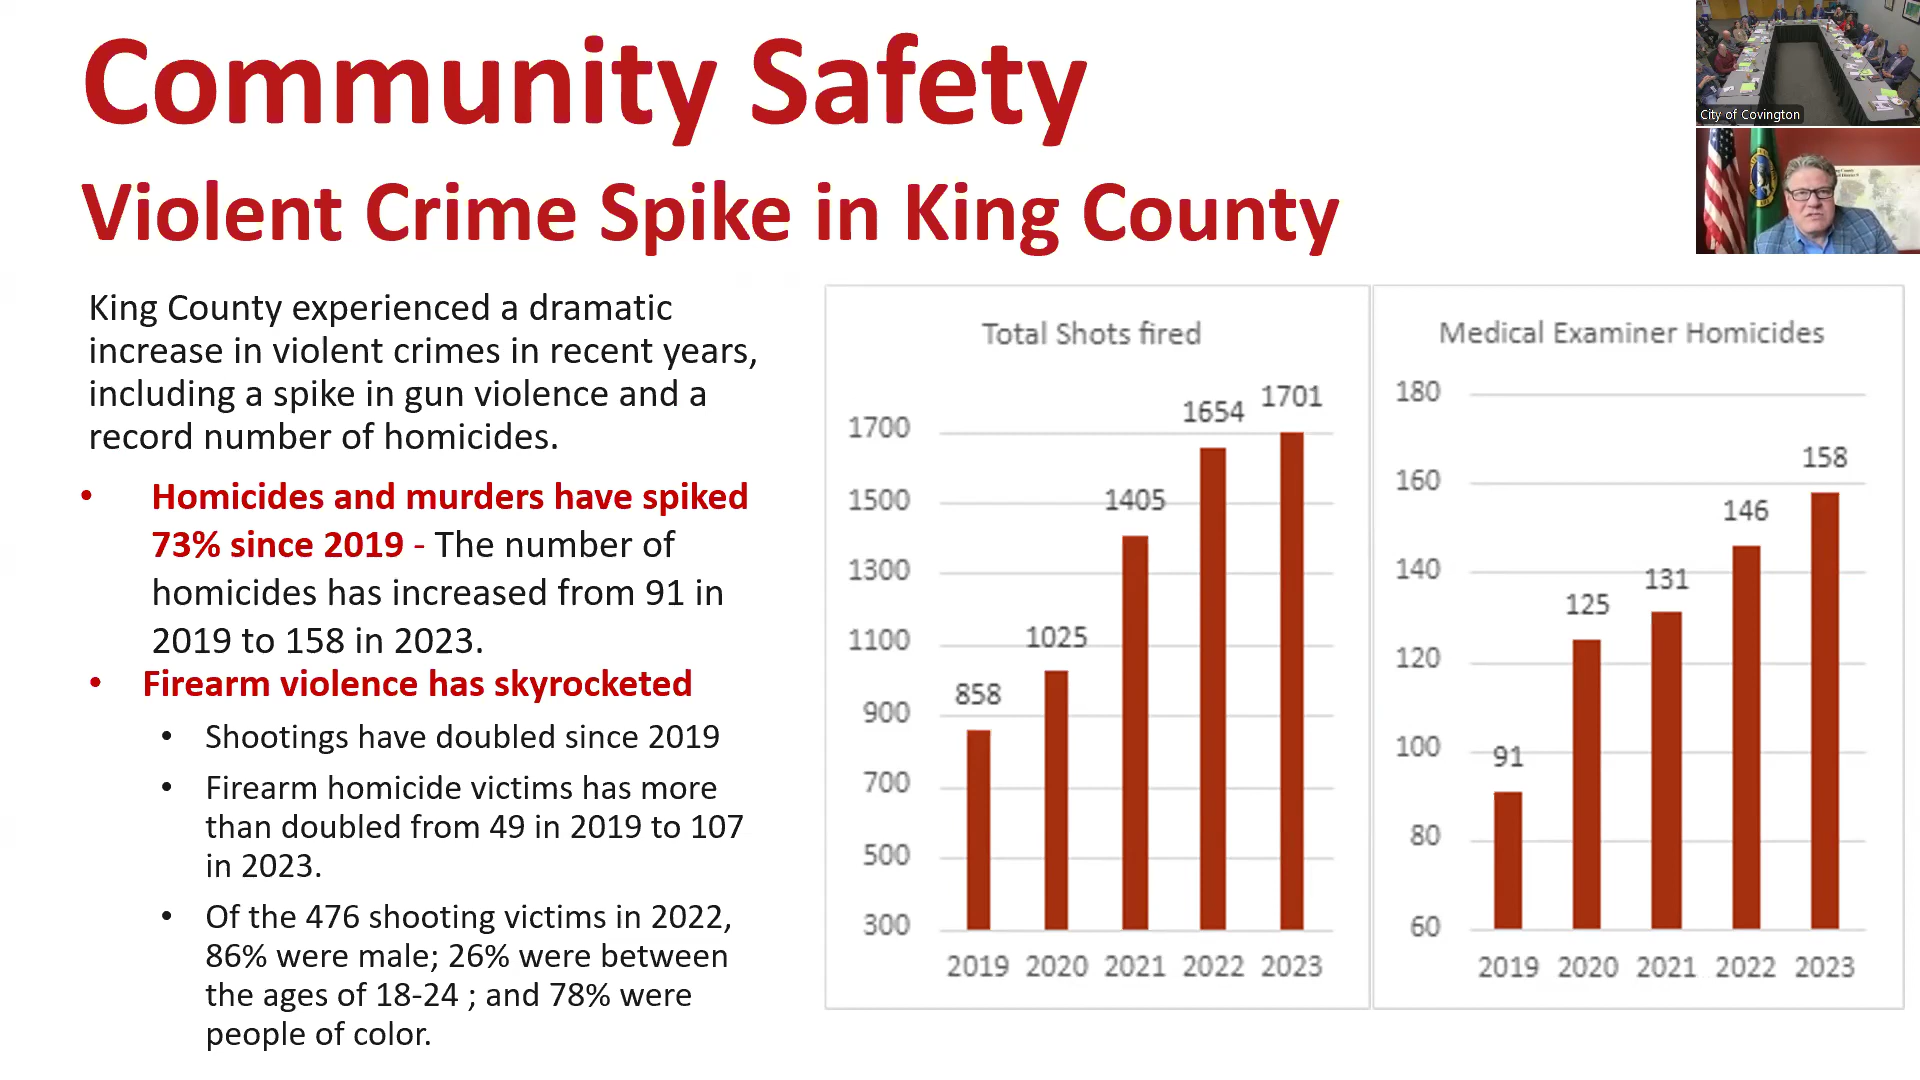 Community Safety
Violent Crime Spike in King County
City of Covington
King County experienced a dramatic
increase in violent crimes in recent years,
including a spike in gun violence and a
record number of homicides.
• Homicides and murders have spiked
73% since 2019 - The number of
homicides has increased from 91 in
2019 to 158 in 2023.
• Firearm violence has skyrocketed
• Shootings have doubled since 2019
• Firearm homicide victims has more
than doubled from 49 in 2019 to 107
in 2023.
• Of the 476 shooting victims in 2022,
86% were male; 26% were between
the ages of 18-24 ; and 78% were
people of color.
Total Shots fired
1700
1500
1300
1100
900
700
500
300
858
1025
1405
1654
1701
2019 2020 2021 2022 2023
Medical Examiner Homicides
180
160
140
120
100
80
60
91
125
131
146
158
2019 2020 2021 2022 2023